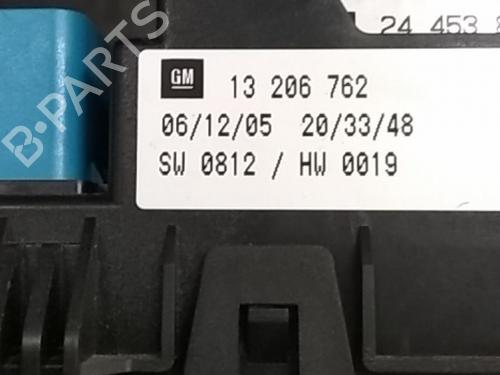 24 453
GM 13 206 762
06/12/05 20/33/48
SW 0812 / HW 0019
B-PARTS